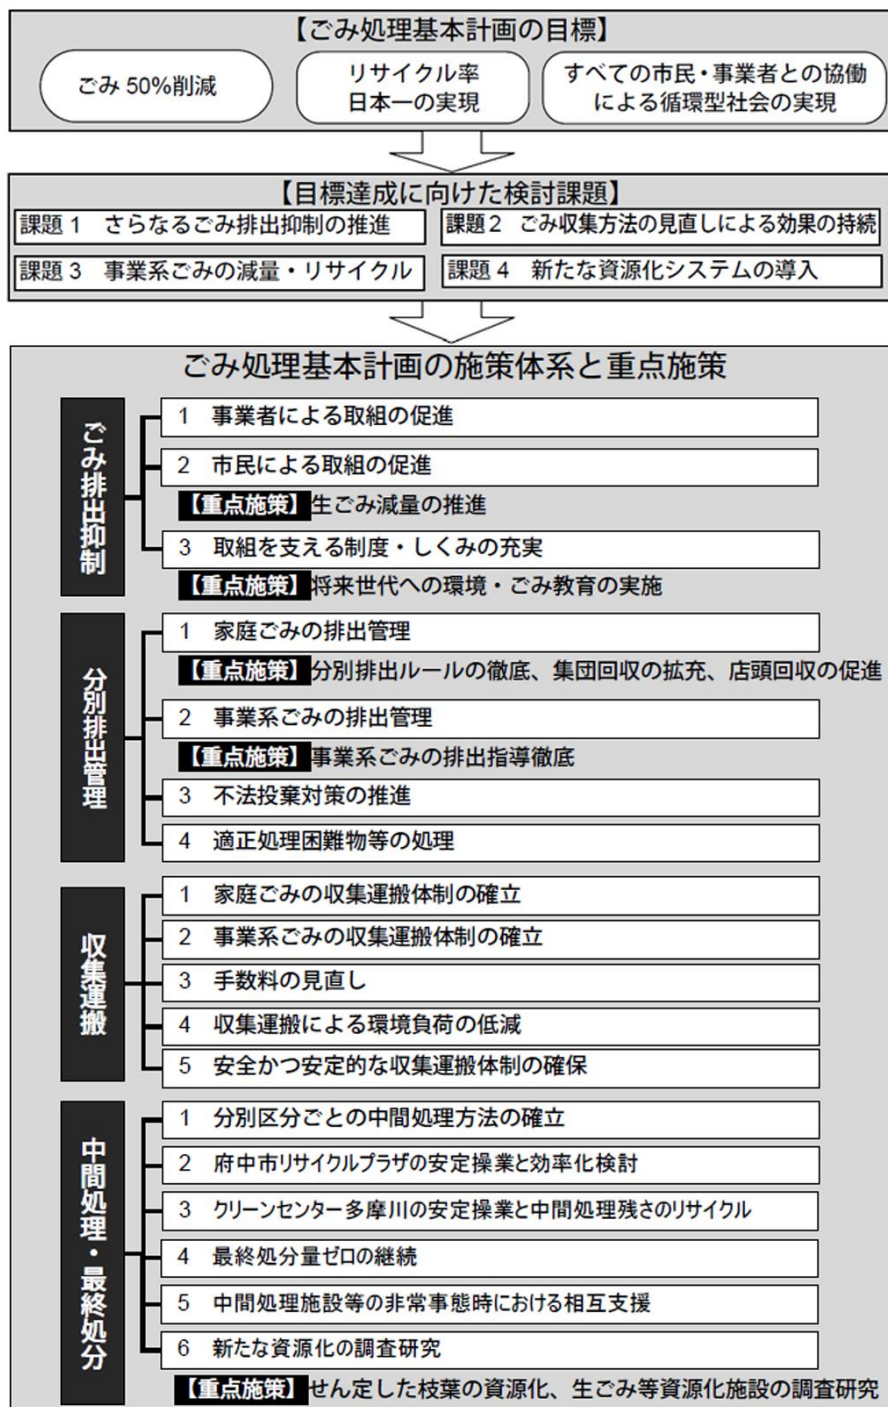 【ごみ処理基本計画の目標】
ごみ 50%削減
リサイクル率
日本一の実現
すべての市民・事業者との協働
による循環型社会の実現
【目標達成に向けた検討課題】
課題 1 さらなるごみ排出抑制の推進
課題 2 ごみ収集方法の見直しによる効果の持続
課題 3 事業系ごみの減量・リサイクル
課題 4 新たな資源化システムの導入
ごみ処理基本計画の施策体系と重点施策
ごみ排出抑制
1 事業者による取組の促進
2 市民による取組の促進
【重点施策】生ごみ減量の推進
3 取組を支える制度・しくみの充実
【重点施策】将来世代への環境・ごみ教育の実施
分別排出管理
1 家庭ごみの排出管理
【重点施策】分別排出ルールの徹底、集団回収の拡充、店頭回収の促進
2 事業系ごみの排出管理
【重点施策】事業系ごみの排出指導徹底
3 不法投棄対策の推進
4 適正処理困難物等の処理
収集運搬
1 家庭ごみの収集運搬体制の確立
2 事業系ごみの収集運搬体制の確立
3 手数料の見直し
4 収集運搬による環境負荷の低減
5 安全かつ安定的な収集運搬体制の確保
中間処理・最終処分
1 分別区分ごとの中間処理方法の確立
2 府中市リサイクルプラザの安定操業と効率化検討
3 クリーンセンター多摩川の安定操業と中間処理残さのリサイクル
4 最終処分量ゼロの継続
5 中間処理施設等の非常事態時における相互支援
6 新たな資源化の調査研究
【重点施策】せん定した枝葉の資源化、生ごみ等資源化施設の調査研究